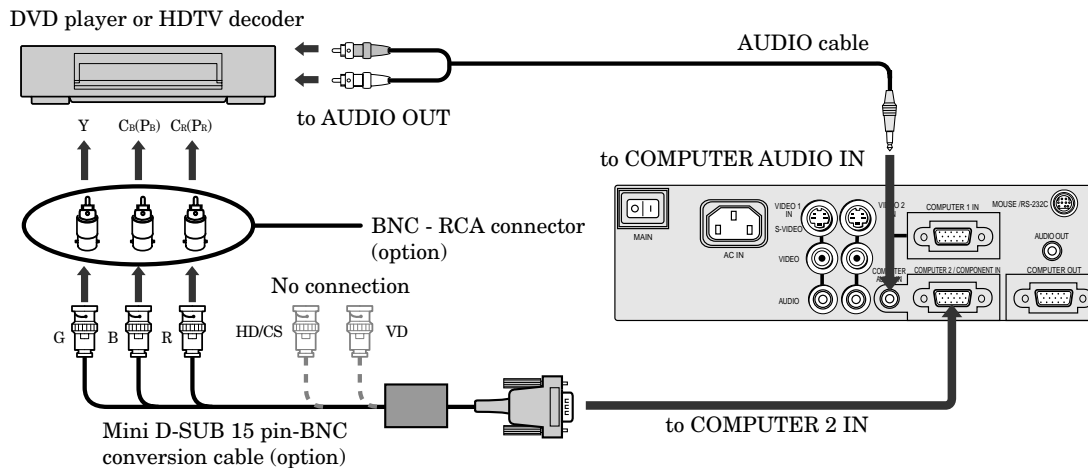 DVD player or HDTV decoder
AUDIO cable
to AUDIO OUT
Y
CB(PB)
CR(PR)
to COMPUTER AUDIO IN
BNC - RCA connector
(option)
No connection
G
B
R
HD/CS
VD
MAIN
AC IN
VIDEO 1
IN
S-VIDEO
VIDEO
AUDIO
COMPUTER 1 IN
MOUSE /RS-232C
AUDIO OUT
COMPUTER 2 / COMPONENT IN
COMPUTER OUT
to COMPUTER 2 IN
Mini D-SUB 15 pin-BNC
conversion cable (option)